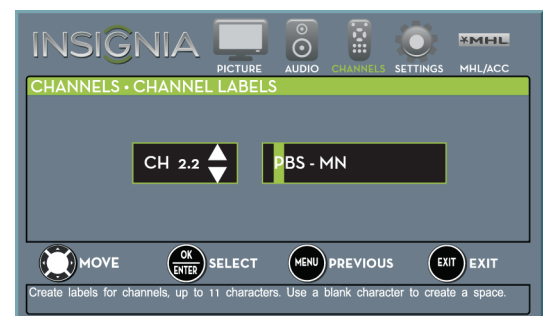 INSIGNIA
PICTURE AUDIO CHANNELS SETTINGS MHL/ACC
MHL
CHANNELS • CHANNEL LABELS
CH 2.2 PBS - MN
MOVE OK/ENTER SELECT MENU PREVIOUS EXIT EXIT
Create labels for channels, up to 11 characters. Use a blank character to create a space.